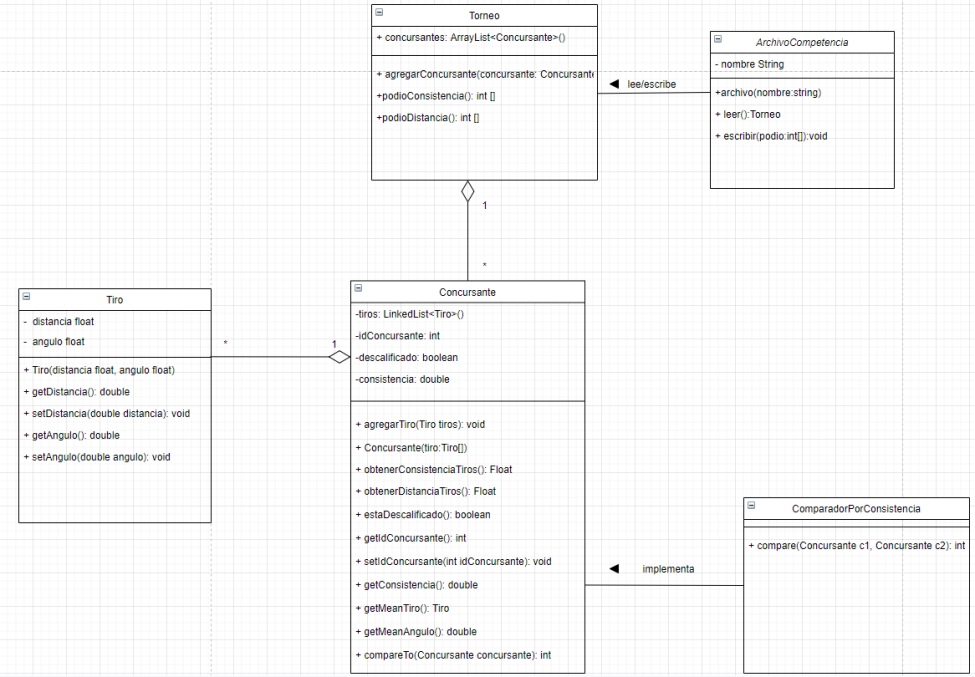 Torneo
+ concursantes: ArrayList<Concursante>()
+ agregarConcursante(concursante: Concursante
+podioConsistencia(): int []
+podioDistancia(): int []
ArchivoCompetencia
- nombre String
+archivo(nombre:string)
+ leer():Torneo
+ escribir(podio:int[]):void
lee/escribe
1
*
Tiro
- distancia float
- angulo float
+ Tiro(distancia float, angulo float)
+ getDistancia(): double
+ setDistancia(double distancia): void
+ getAngulo(): double
+ setAngulo(double angulo): void
*
1
Concursante
-tiros: LinkedList<Tiro>()
-idConcursante: int
-descalificado: boolean
-consistencia: double
+ agregarTiro(Tiro tiros): void
+ Concursante(tiro:Tiro[])
+ obtenerConsistenciaTiros(): Float
+ obtenerDistanciaTiros(): Float
+ estaDescalificado(): boolean
+ getIdConcursante(): int
+ setIdConcursante(int idConcursante): void
+ getConsistencia(): double
+ getMeanTiro(): Tiro
+ getMeanAngulo(): double
+ compareTo(Concursante concursante): int
implementa
ComparadorPorConsistencia
+ compare(Concursante c1, Concursante c2): int